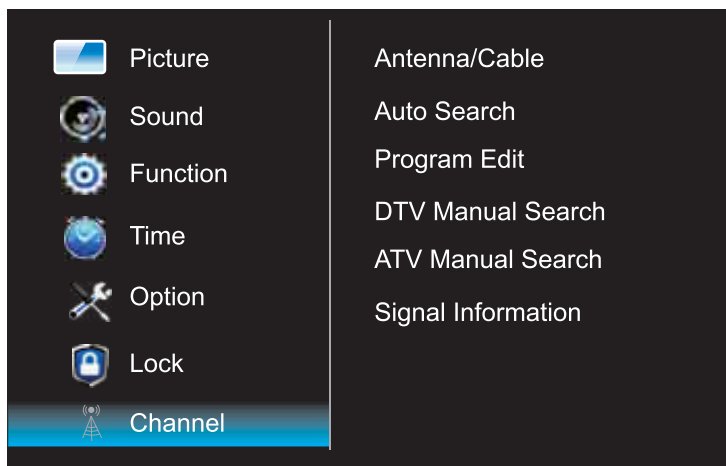 Picture
Sound
Function
Time
Option
Lock
Channel
Antenna/Cable
Auto Search
Program Edit
DTV Manual Search
ATV Manual Search
Signal Information